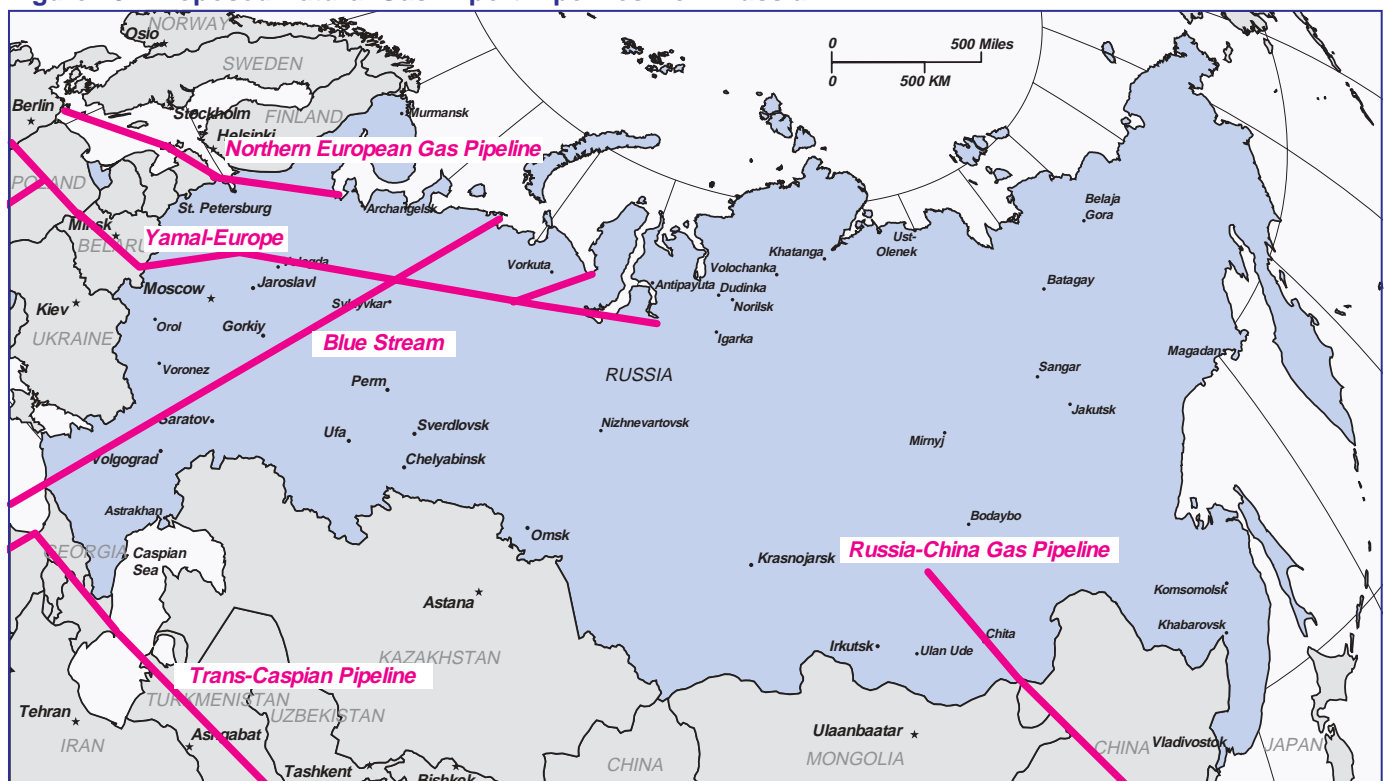 NORWAY
Oslo
SWEDEN
0
500 Miles
0
500 KM
Berlin
Stockholm
FINLAND
Helsinki
Murmansk
Northern European Gas Pipeline
POLAND
St. Petersburg
Archangelsk
Minsk
Belaja
Gora
Yamal-Europe
Khatanga
Ust-
Olenek
Vorkuta
Volochanka
Jaroslavl
Antipayuta
Dudinka
Batagay
Moscow
Norilsk
Kiev
Orol
Gorkiy
Igarka
UKRAINE
Blue Stream
Magadan
Voronez
RUSSIA
Sangar
Perm
Jakutsk
Saratov
Sverdlovsk
Nizhnevartovsk
Ufa
Mirnyj
Volgograd
Chelyabinsk
Astrakhan
Bodaybo
Omsk
GEORGIA
Caspian
Sea
Krasnojarsk
Russia-China Gas Pipeline
Astana
Komsomolsk
Khabarovsk
Chita
Irkutsk
Ulan Ude
KAZAKHSTAN
Trans-Caspian Pipeline
TURKMENISTAN
UZBEKISTAN
Tehran
Ulaanbaatar
Ashgabat
IRAN
CHINA
MONGOLIA
CHINA
Vladivostok
JAPAN
Tashkent
Bishkek